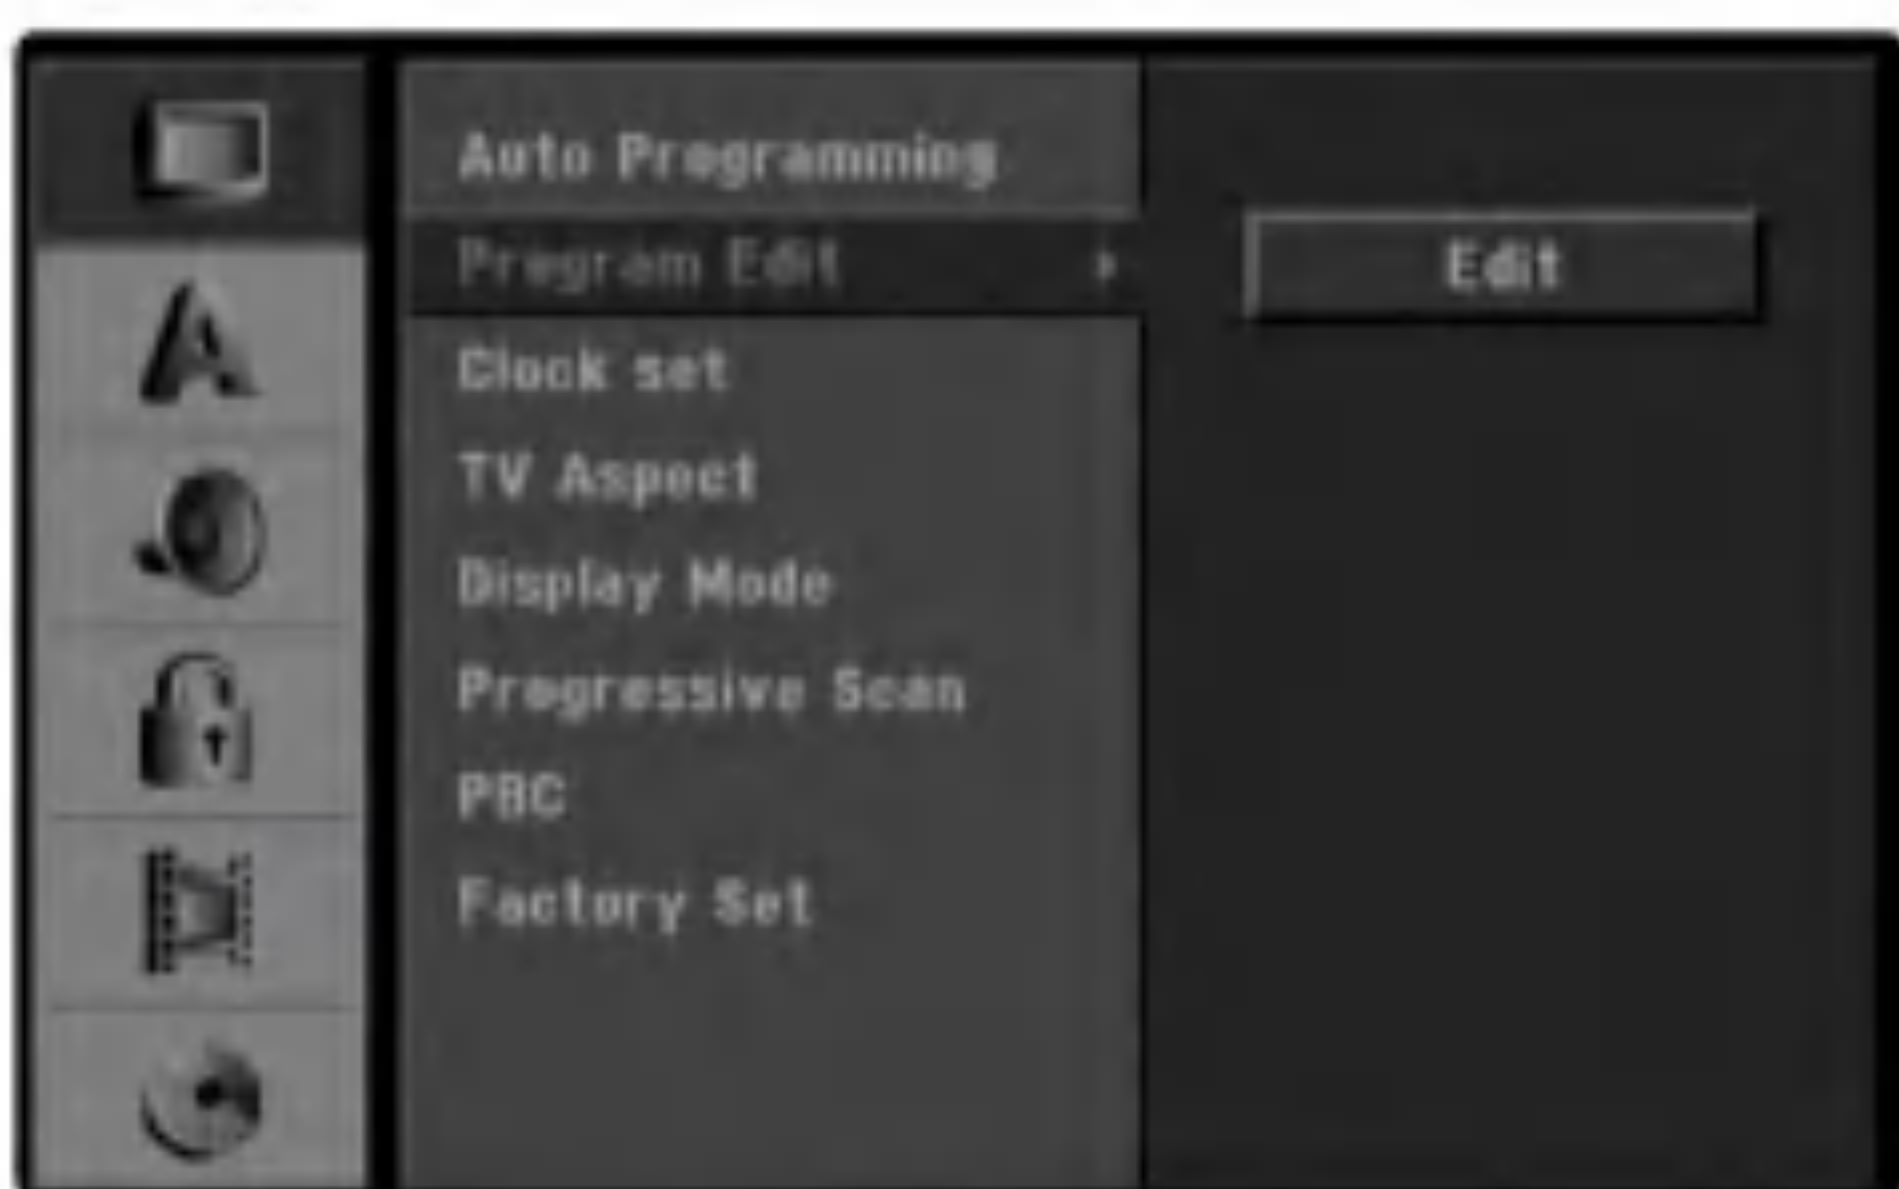 Auto Programming
Program Edit
Edit
Clock set
TV Aspect
Display Mode
Progressive Scan
PBC
Factory Set